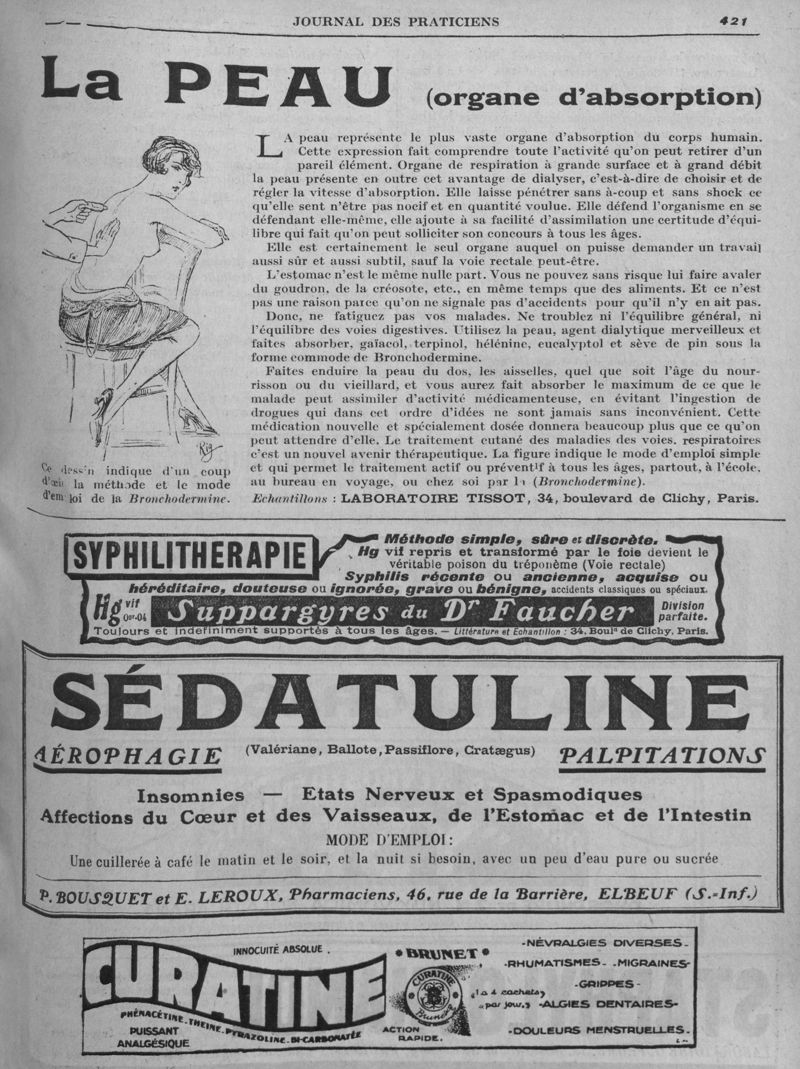 JOURNAL DES PRATICIENS 421
La PEAU (organe d'absorption)
LA peau représente le plus vaste organe d'absorption du corps humain.
Cette expression fait comprendre toute l'activité qu'on peut retirer d'un
pareil élément. Organe de respiration à grande surface et à grand débit
la peau présente en outre cet avantage de dialyser, c'est-à-dire de choisir et de
régler la vitesse d'absorption. Elle laisse pénétrer sans à-coup et sans shock ce
qu'elle sent n'être pas nocif et en quantité voulue. Elle défend l'organisme en se
défendant elle-même, elle ajoute à sa facilité d'assimilation une certitude d'équi-
libre qui fait qu'on peut solliciter son concours à tous les âges.
Elle est certainement le seul organe auquel on puisse demander un travail
aussi sûr et aussi subtil, sauf la voie rectale peut-être.
L'estomac n'est le même nulle part. Vous ne pouvez sans risque lui faire avaler
du goudron, de la créosote, etc., en même temps que des aliments. Et ce n'est
pas une raison parce qu'on ne signale pas d'accidents pour qu'il n'y en ait pas.
Donc, ne fatiguez pas vos malades. Ne troublez ni l'équilibre général, ni
l'équilibre des voies digestives. Utilisez la peau, agent dialytique merveilleux et
faites absorber, gaïacol, terpinol, hélénine, eucalyptol et sève de pin sous la
forme commode de Bronchodermine.
Faites enduire la peau du dos, les aisselles, quel que soit l'âge du nour-
risson ou du vieillard, et vous aurez fait absorber le maximum de ce que le
malade peut assimiler d'activité médicamenteuse, en évitant l'ingestion de
drogues qui dans cet ordre d'idées ne sont jamais sans inconvénient. Cette
médication nouvelle et spécialement dosée donnera beaucoup plus que ce qu'on
peut attendre d'elle. Le traitement cutané des maladies des voies. respiratoires
c'est un nouvel avenir thérapeutique. La figure indique le mode d'emploi simple
et qui permet le traitement actif ou préventif à tous les âges, partout, à l'école,
au bureau en voyage, ou chez soi par la (Bronchodermine).
Echantillons : LABORATOIRE TISSOT, 34, boulevard de Clichy, Paris.
Ce dessin indique d'un coup
d'œil la méthode et le mode
d'emploi de la Bronchodermine.
SYPHILITHERAPIE
Méthode simple, sûre et discrète.
Hg vif repris et transformé par le foie devient le
véritable poison du tréponème (Voie rectale)
Syphilis récente ou ancienne, acquise ou
héréditaire, douteuse ou ignorée, grave ou bénigne, accidents classiques ou spéciaux.
Hg vif 0gr.04 Suppargyres du Dr Faucher Division parfaite.
Toujours et indéfiniment supportés à tous les âges. — Littérature et Echantillon : 34, Bould de Clichy, Paris.
SÉDATULINE
AÉROPHAGIE (Valériane, Ballote, Passiflore, Cratægus) PALPITATIONS
Insomnies — Etats Nerveux et Spasmodiques
Affections du Cœur et des Vaisseaux, de l'Estomac et de l'Intestin
MODE D'EMPLOI :
Une cuillerée à café le matin et le soir, et la nuit si besoin, avec un peu d'eau pure ou sucrée
P. BOUSQUET et E. LEROUX, Pharmaciens, 46, rue de la Barrière, ELBEUF (S.-Inf.)
INNOCUITÉ ABSOLUE .
CURATINE
PHÉNACÉTINE-THEINE-PYRAZOLINE-BI-CARBONATÉE
PUISSANT
ANALGÉSIQUE
• BRUNET •
CURATINE
Brunet
ACTION
RAPIDE.
1 à 4 cachets
par jour.
-NÉVRALGIES DIVERSES-
-RHUMATISMES- -MIGRAINES-
-GRIPPES-
-ALGIES DENTAIRES-
-DOULEURS MENSTRUELLES.